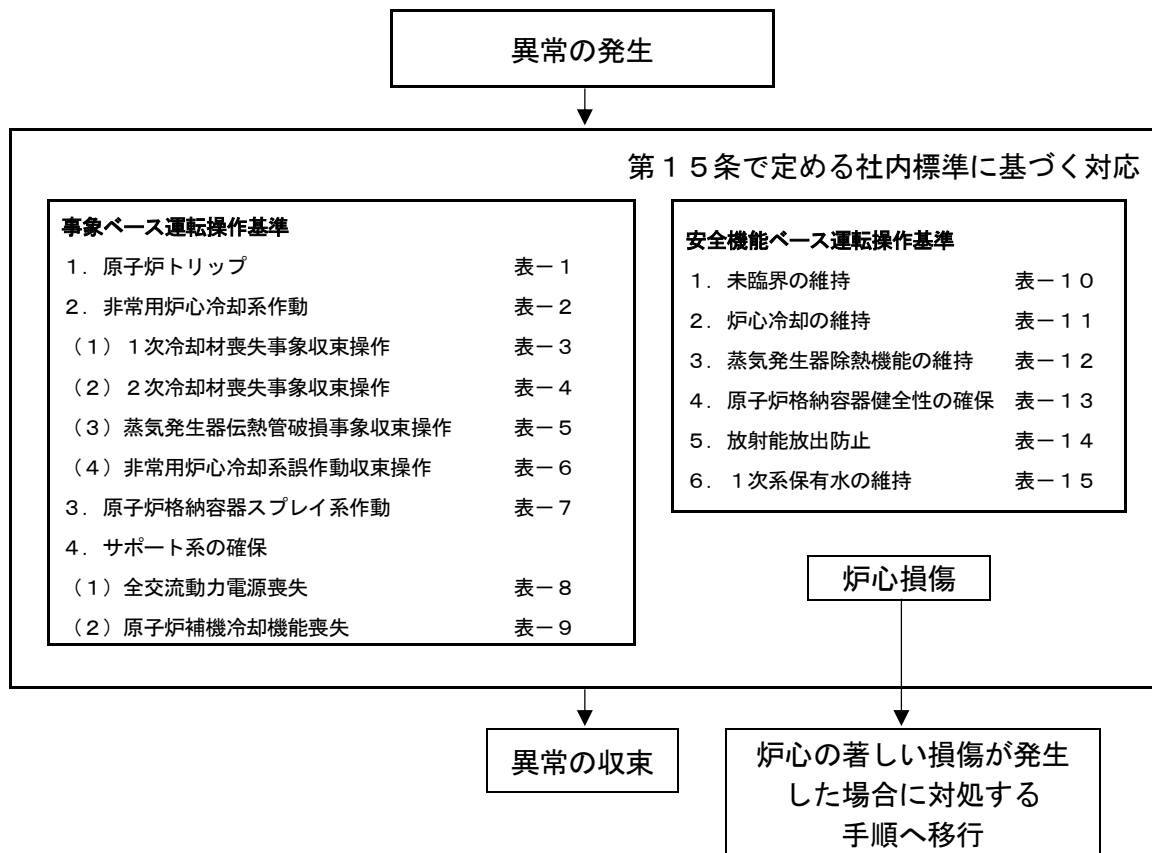 異常の発生
第15条で定める社内標準に基づく対応
事象ベース運転操作基準
1．原子炉トリップ 表－1
2．非常用炉心冷却系作動 表－2
（1）1次冷却材喪失事象収束操作 表－3
（2）2次冷却材喪失事象収束操作 表－4
（3）蒸気発生器伝熱管破損事象収束操作 表－5
（4）非常用炉心冷却系誤作動収束操作 表－6
3．原子炉格納容器スプレイ系作動 表－7
4．サポート系の確保
（1）全交流動力電源喪失 表－8
（2）原子炉補機冷却機能喪失 表－9
安全機能ベース運転操作基準
1．未臨界の維持 表－10
2．炉心冷却の維持 表－11
3．蒸気発生器除熱機能の維持 表－12
4．原子炉格納容器健全性の確保 表－13
5．放射能放出防止 表－14
6．1次系保有水の維持 表－15
炉心損傷
異常の収束
炉心の著しい損傷が発生
した場合に対処する
手順へ移行